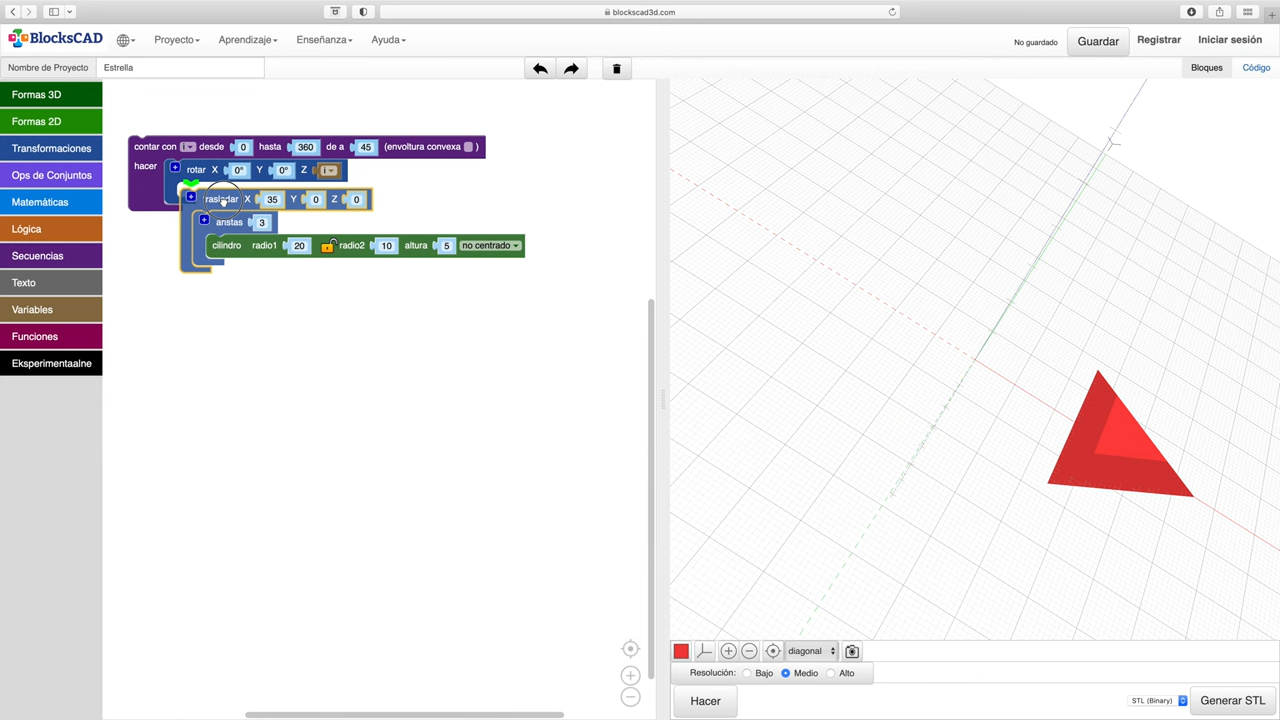 blockscad3d.com
BlocksCAD
Proyecto
Aprendizaje
Enseñanza
Ayuda
No guardado
Guardar
Registrar
Iniciar sesión
Nombre de Proyecto
Estrella
Bloques
Código
Formas 3D
Formas 2D
Transformaciones
Ops de Conjuntos
Matemáticas
Lógica
Secuencias
Texto
Variables
Funciones
Eksperimentaalne
contar con i desde 0 hasta 360 de a 45 (envoltura convexa )
hacer
rotar X 0° Y 0° Z i
trasladar X 35 Y 0 Z 0
anstas 3
cilindro radio1 20 radio2 10 altura 5 no centrado
diagonal
Resolución: Bajo Medio Alto
Hacer
STL (Binary)
Generar STL